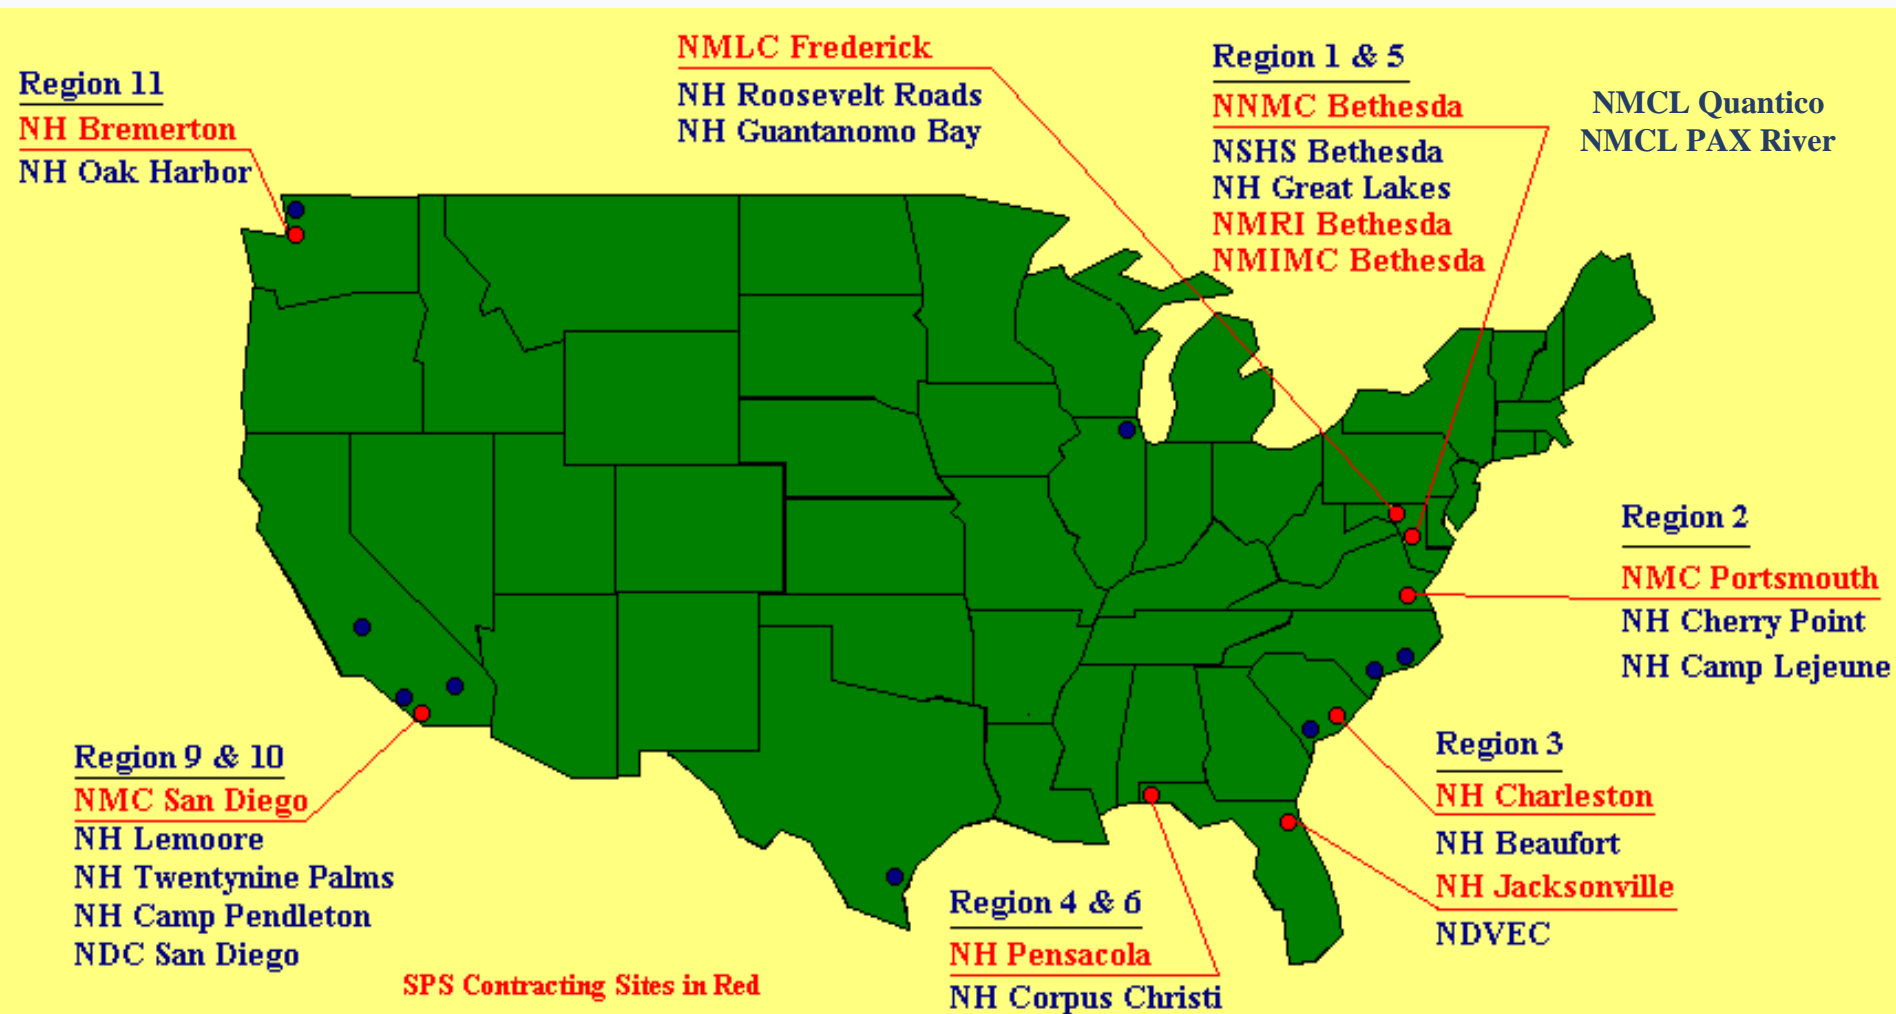 Region 11
NH Bremerton
NH Oak Harbor
NMLC Frederick
NH Roosevelt Roads
NH Guantanomo Bay
Region 1 & 5
NNMC Bethesda
NSHS Bethesda
NH Great Lakes
NMRI Bethesda
NMIMC Bethesda
NMCL Quantico
NMCL PAX River
Region 2
NMC Portsmouth
NH Cherry Point
NH Camp Lejeune
Region 3
NH Charleston
NH Beaufort
NH Jacksonville
NDVEC
Region 4 & 6
NH Pensacola
NH Corpus Christi
Region 9 & 10
NMC San Diego
NH Lemoore
NH Twentynine Palms
NH Camp Pendleton
NDC San Diego
SPS Contracting Sites in Red